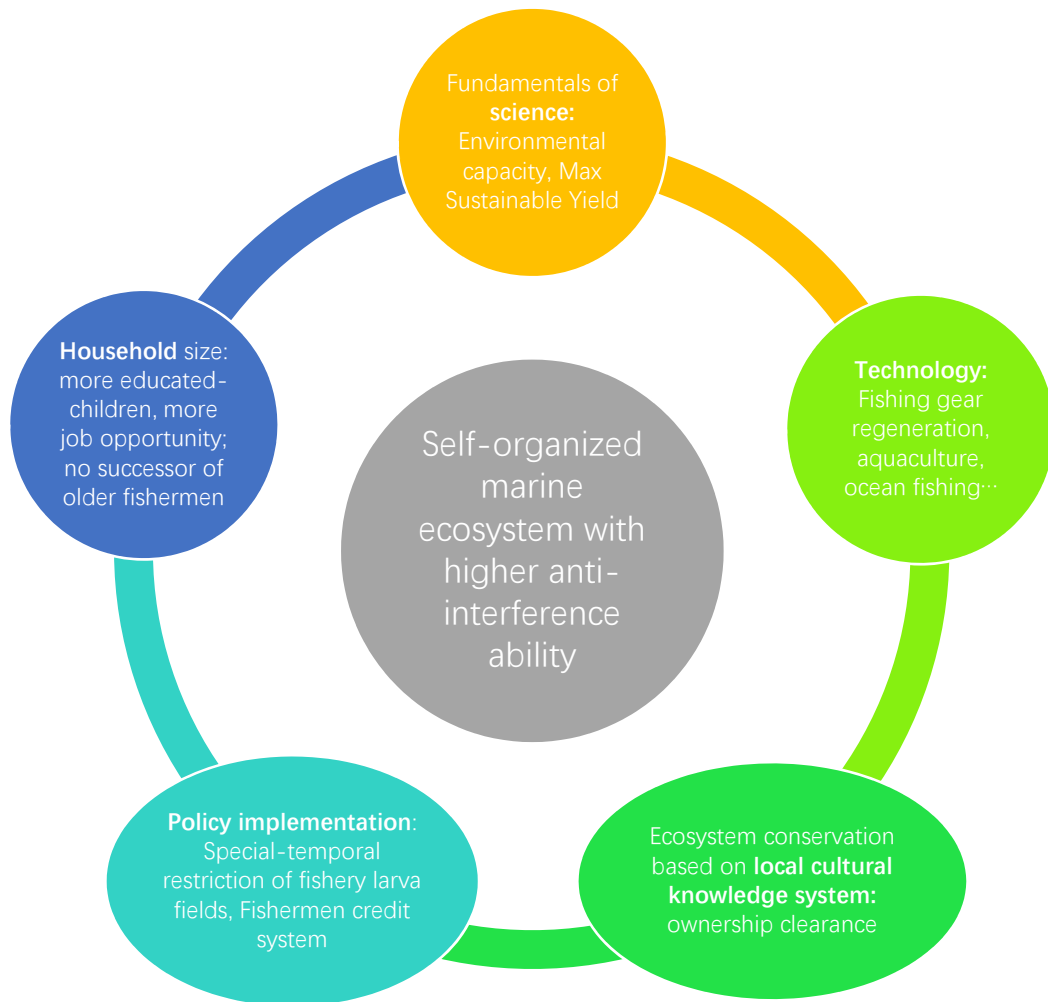 Fundamentals of
science:
Environmental
capacity, Max
Sustainable Yield
Technology:
Fishing gear
regeneration,
aquaculture,
ocean fishing…
Ecosystem conservation
based on local cultural
knowledge system:
ownership clearance
Policy implementation:
Special-temporal
restriction of fishery larva
fields, Fishermen credit
system
Household size:
more educated-
children, more
job opportunity;
no successor of
older fishermen
Self-organized
marine
ecosystem with
higher anti-
interference
ability